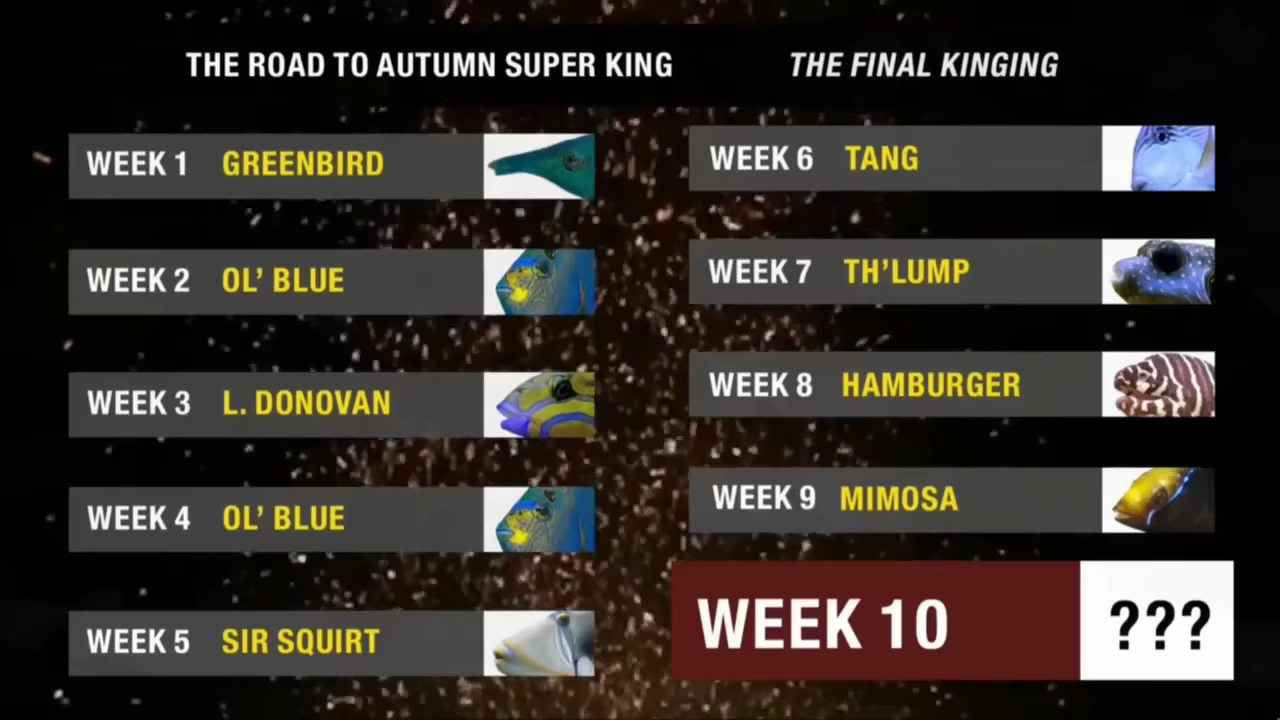 THE ROAD TO AUTUMN SUPER KING
WEEK 1 GREENBIRD
WEEK 2 OL' BLUE
WEEK 3 L. DONOVAN
WEEK 4 OL' BLUE
WEEK 5 SIR SQUIRT
THE FINAL KINGING
WEEK 6 TANG
WEEK 7 TH'LUMP
WEEK 8 HAMBURGER
WEEK 9 MIMOSA
WEEK 10 ???